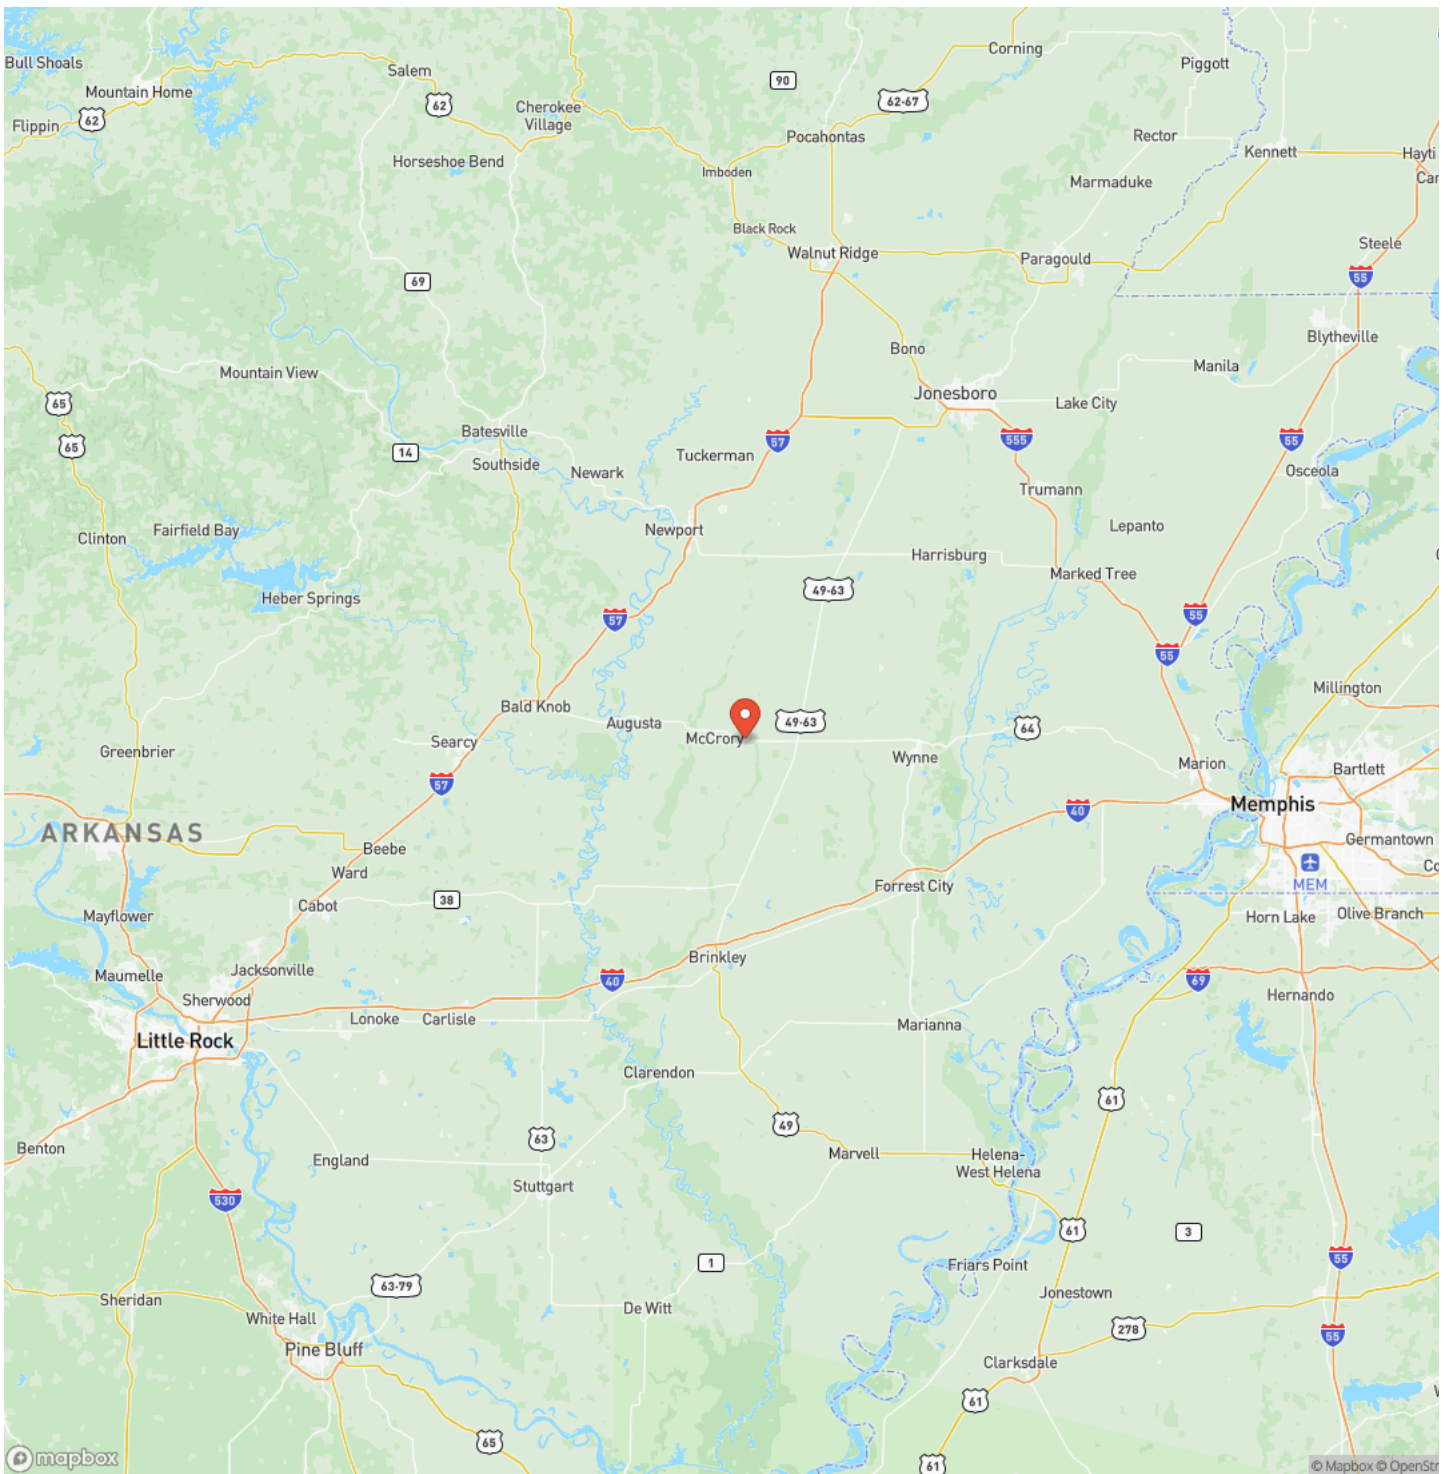 Bull Shoals
Mountain Home
62
Flippin
Salem
62
Cherokee
Village
Horseshoe Bend
90
62-67
Corning
Piggott
Pocahontas
Imboden
Rector
Kennett
Hayti
Marmaduke
Black Rock
Walnut Ridge
Paragould
Steele
55
69
Blytheville
Bono
Manila
Mountain View
65
65
Jonesboro
Lake City
Batesville
14
Southside
Newark
Tuckerman
57
555
55
Osceola
Trumann
Clinton
Fairfield Bay
Newport
Lepanto
Harrisburg
Marked Tree
Heber Springs
49-63
57
55
55
Bald Knob
Augusta
McCrory
49-63
64
Millington
Greenbrier
Searcy
Wynne
Marion
Bartlett
57
40
Memphis
ARKANSAS
Beebe
Germantown
Ward
MEM
Mayflower
Cabot
38
Forrest City
Horn Lake
Olive Branch
Maumelle
Jacksonville
Brinkley
40
69
Sherwood
Hernando
Little Rock
Lonoke
Carlisle
Marianna
Clarendon
61
49
Benton
63
England
Marvell
Helena-
West Helena
Stuttgart
530
61
3
1
Friars Point
55
63-79
Jonestown
Sheridan
White Hall
De Witt
278
55
Pine Bluff
Clarksdale
61
65
61
mapbox
© Mapbox © OpenStr